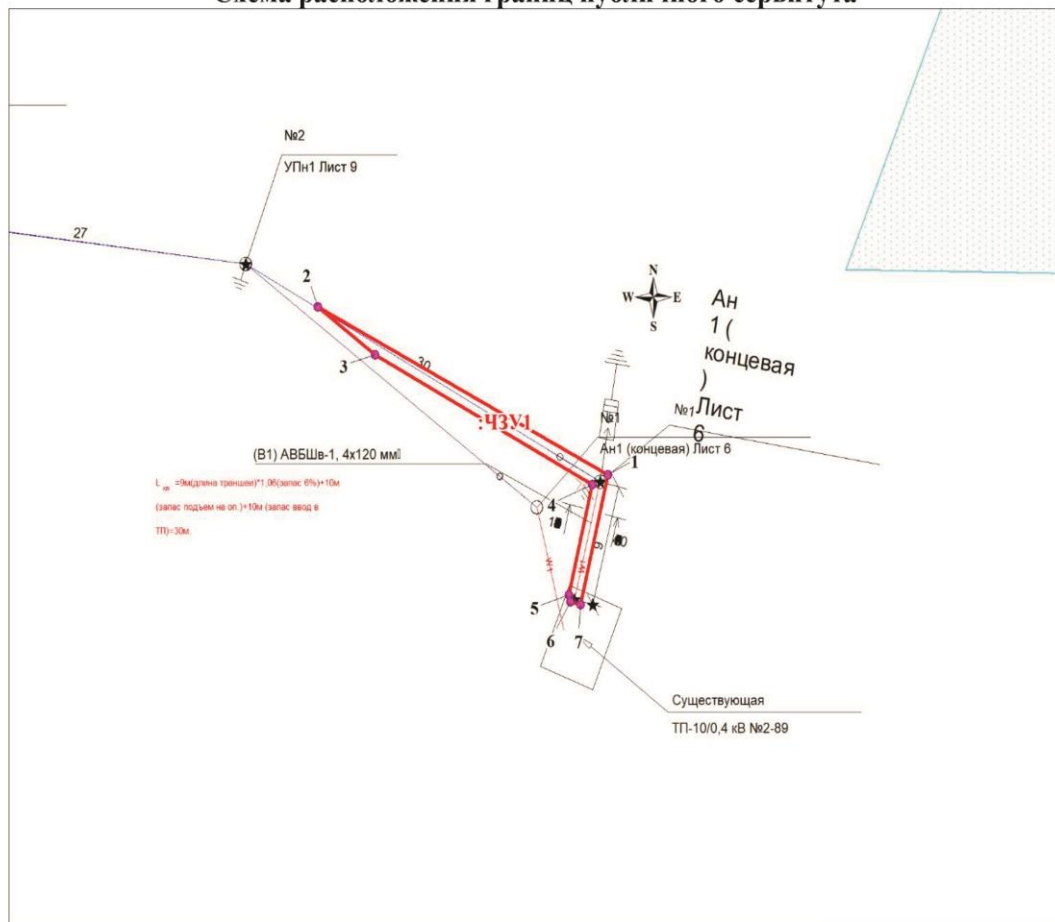 Схема расположения границ публичного сервитута
№2
УПн1 Лист 9
27
2
3
30
N
W E
S
Ан
1 (
концевая
)
Лист
6
:ЧЗУ1
№1
№1
Ан1 (концевая) Лист 6
1
(В1) АВБШв-1, 4х120 мм
L =9м(длина траншеи)*1,06(запас 6%)+10м
(запас подъем на оп.)+10м (запас ввод в
ТП)=30м.
4
9
5
6
7
Существующая
ТП-10/0,4 кВ №2-89